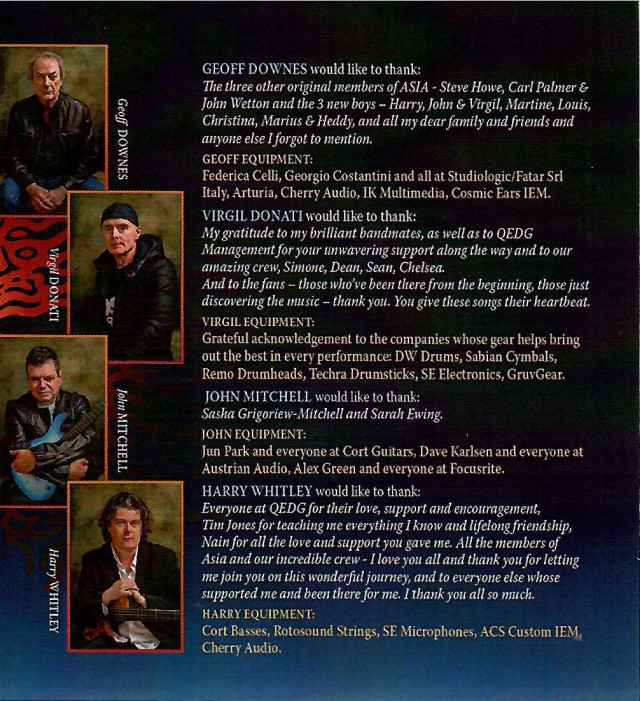 GEOFF DOWNES would like to thank:
The three other original members of ASIA - Steve Howe, Carl Palmer &
John Wetton and the 3 new boys – Harry, John & Virgil, Martine, Louis,
Christina, Marius & Heddy, and all my dear family and friends and
anyone else I forgot to mention.
GEOFF EQUIPMENT:
Federica Celli, Georgio Costantini and all at Studiologic/Fatar Srl
Italy, Arturia, Cherry Audio, IK Multimedia, Cosmic Ears IEM.
Geoff DOWNES
VIRGIL DONATI would like to thank:
My gratitude to my brilliant bandmates, as well as to QEDG
Management for your unwavering support along the way and to our
amazing crew, Simone, Dean, Sean, Chelsea.
And to the fans – those who've been there from the beginning, those just
discovering the music – thank you. You give these songs their heartbeat.
VIRGIL EQUIPMENT:
Grateful acknowledgement to the companies whose gear helps bring
out the best in every performance: DW Drums, Sabian Cymbals,
Remo Drumheads, Techra Drumsticks, SE Electronics, GruvGear.
Virgil DONATI
JOHN MITCHELL would like to thank:
Sasha Grigoriew-Mitchell and Sarah Ewing.
JOHN EQUIPMENT:
Jun Park and everyone at Cort Guitars, Dave Karlsen and everyone at
Austrian Audio, Alex Green and everyone at Focusrite.
John MITCHELL
HARRY WHITLEY would like to thank:
Everyone at QEDG for their love, support and encouragement,
Tim Jones for teaching me everything I know and lifelong friendship,
Nain for all the love and support you gave me. All the members of
Asia and our incredible crew - I love you all and thank you for letting
me join you on this wonderful journey, and to everyone else whose
supported me and been there for me. I thank you all so much.
HARRY EQUIPMENT:
Cort Basses, Rotosound Strings, SE Microphones, ACS Custom IEM,
Cherry Audio.
Harry WHITLEY